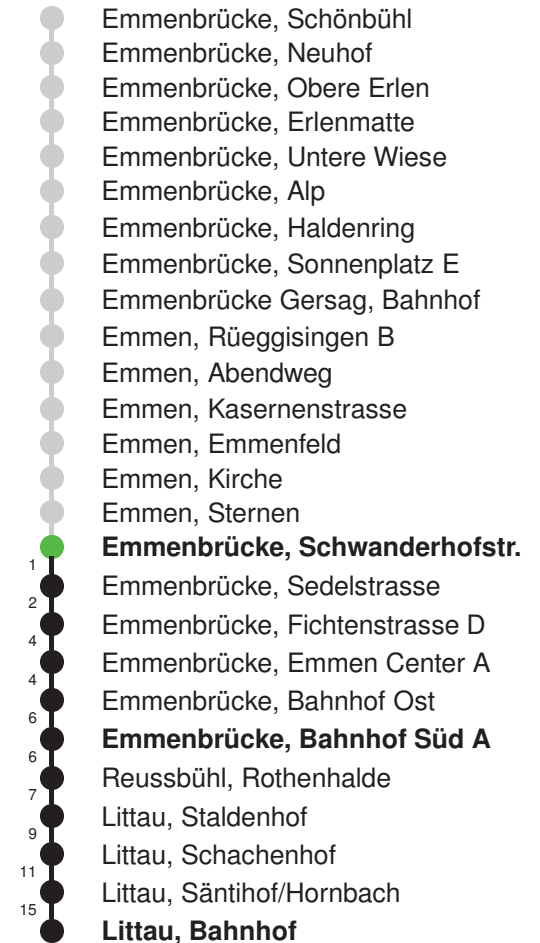 Emmenbrücke, Schönbühl
Emmenbrücke, Neuhof
Emmenbrücke, Obere Erlen
Emmenbrücke, Erlenmatte
Emmenbrücke, Untere Wiese
Emmenbrücke, Alp
Emmenbrücke, Haldenring
Emmenbrücke, Sonnenplatz E
Emmenbrücke Gersag, Bahnhof
Emmen, Rüeggisingen B
Emmen, Abendweg
Emmen, Kasernenstrasse
Emmen, Emmenfeld
Emmen, Kirche
Emmen, Sternen
Emmenbrücke, Schwanderhofstr.
1
Emmenbrücke, Sedelstrasse
2
Emmenbrücke, Fichtenstrasse D
4
Emmenbrücke, Emmen Center A
4
Emmenbrücke, Bahnhof Ost
6
Emmenbrücke, Bahnhof Süd A
6
Reussbühl, Rothenhalde
7
Littau, Staldenhof
9
Littau, Schachenhof
11
Littau, Säntihof/Hornbach
15
Littau, Bahnhof